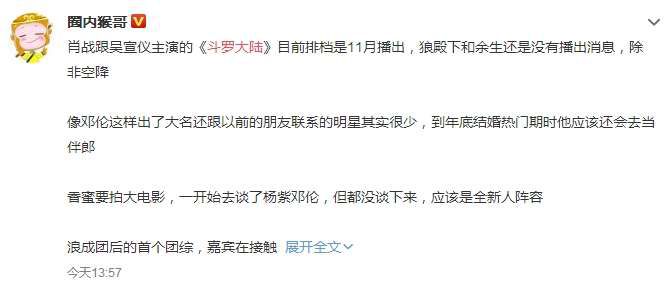 圈内猴哥
肖战跟吴宣仪主演的《斗罗大陆》目前排档是11月播出，狼殿下和余生还是没有播出消息，除
非空降
像邓伦这样出了大名还跟以前的朋友联系的明星其实很少，到年底结婚热门期时他应该还会去当
伴郎
香蜜要拍大电影，一开始去谈了杨紫邓伦，但都没谈下来，应该是全新人阵容
浪成团后的首个团综，嘉宾在接触 展开全文
今天13:57